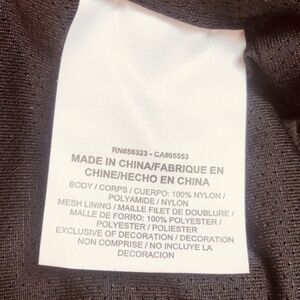 RN#56323 - CA#05553
MADE IN CHINA/FABRIQUE EN
CHINE/HECHO EN CHINA
BODY / CORPS / CUERPO: 100% NYLON /
POLYAMIDE / NYLON
MESH LINING / MAILLE FILET DE DOUBLURE /
MALLE DE FORRO: 100% POLYESTER /
POLYESTER / POLIESTER
EXCLUSIVE OF DECORATION / DECORATION
NON COMPRISE / NO INCLUYE LA
DECORACION